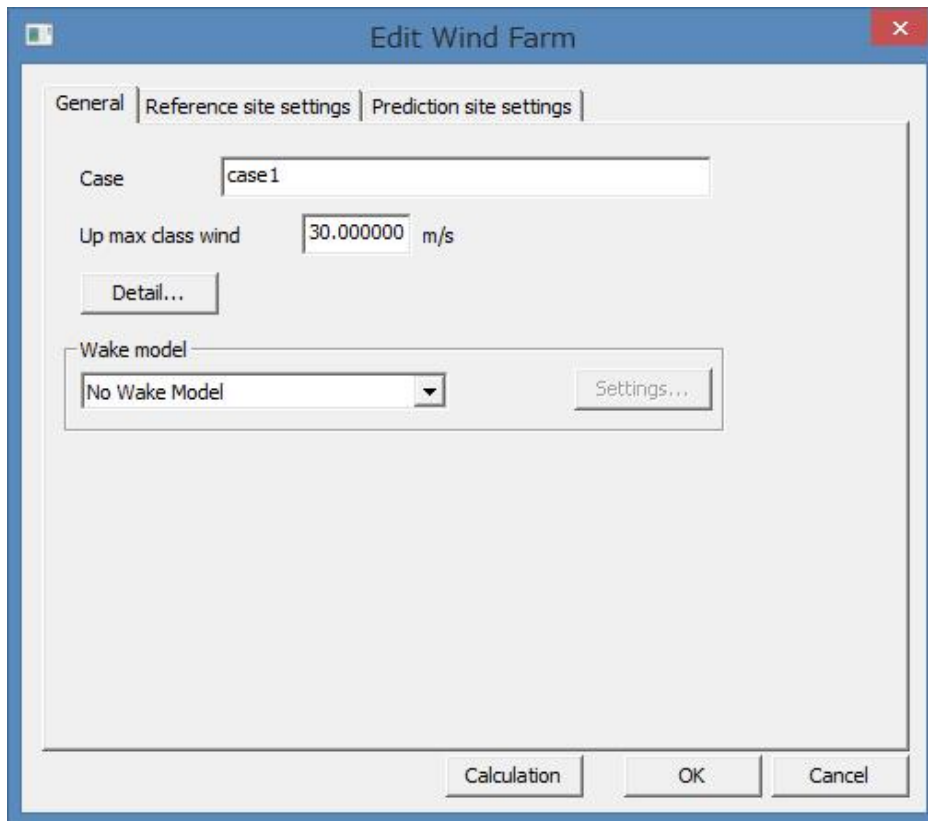 Edit Wind Farm
General Reference site settings Prediction site settings
Case case1
Up max class wind 30.000000 m/s
Detail...
Wake model
No Wake Model Settings...
Calculation OK Cancel